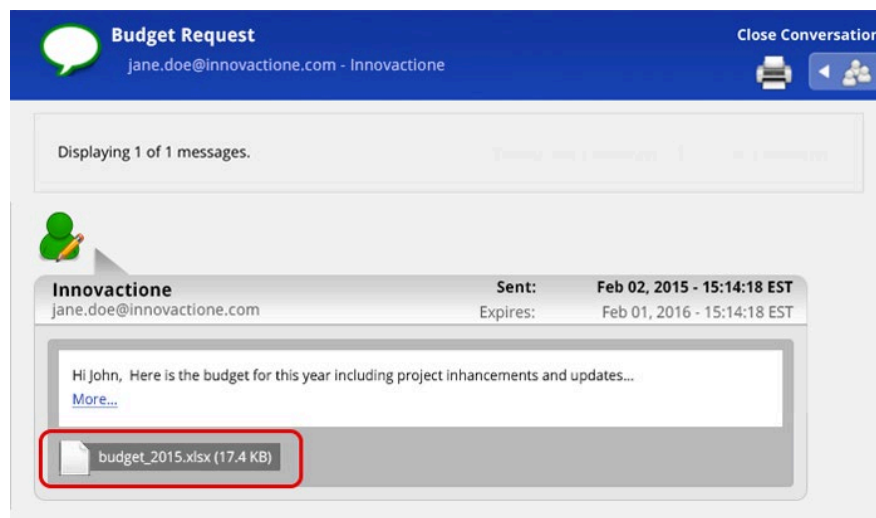 Budget Request
Close Conversation
jane.doe@innovactione.com - Innovactione
Displaying 1 of 1 messages.
Innovactione
Sent: Feb 02, 2015 - 15:14:18 EST
jane.doe@innovactione.com
Expires: Feb 01, 2016 - 15:14:18 EST
Hi John, Here is the budget for this year including project inhancements and updates...
More...
budget_2015.xlsx (17.4 KB)